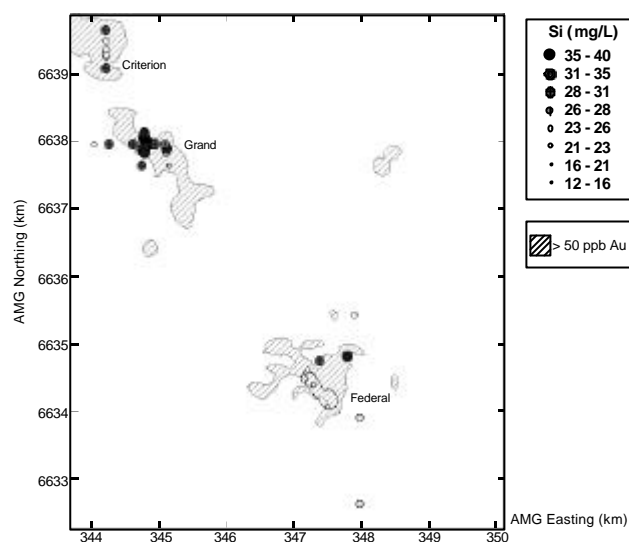 Si (mg/L)
35 - 40
31 - 35
28 - 31
26 - 28
23 - 26
21 - 23
16 - 21
12 - 16
> 50 ppb Au
AMG Northing (km)
6639
6638
6637
6636
6635
6634
6633
Criterion
Grand
Federal
344
345
346
347
348
349
350
AMG Easting (km)